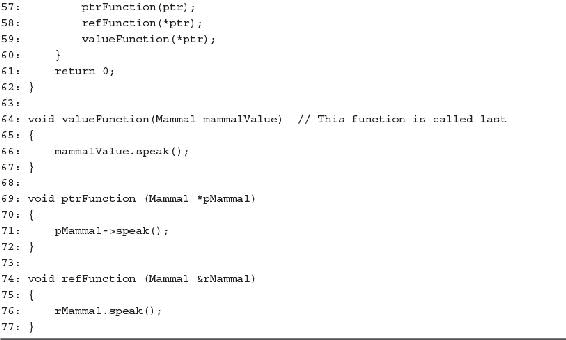 57:         ptrFunction(ptr);
58:         refFunction(*ptr);
59:         valueFunction(*ptr);
60:     }
61:     return 0;
62: }
63:
64: void valueFunction(Mammal mammalValue)  // This function is called last
65: {
66:     mammalValue.speak();
67: }
68:
69: void ptrFunction (Mammal *pMammal)
70: {
71:     pMammal->speak();
72: }
73:
74: void refFunction (Mammal &rMammal)
75: {
76:     rMammal.speak();
77: }